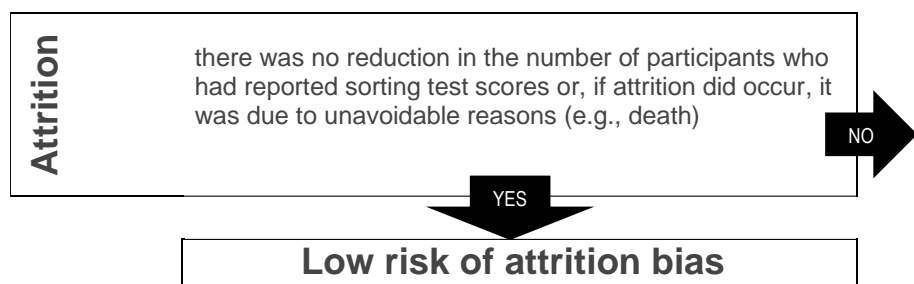 Attrition
there was no reduction in the number of participants who
had reported sorting test scores or, if attrition did occur, it
was due to unavoidable reasons (e.g., death)
NO
YES
Low risk of attrition bias